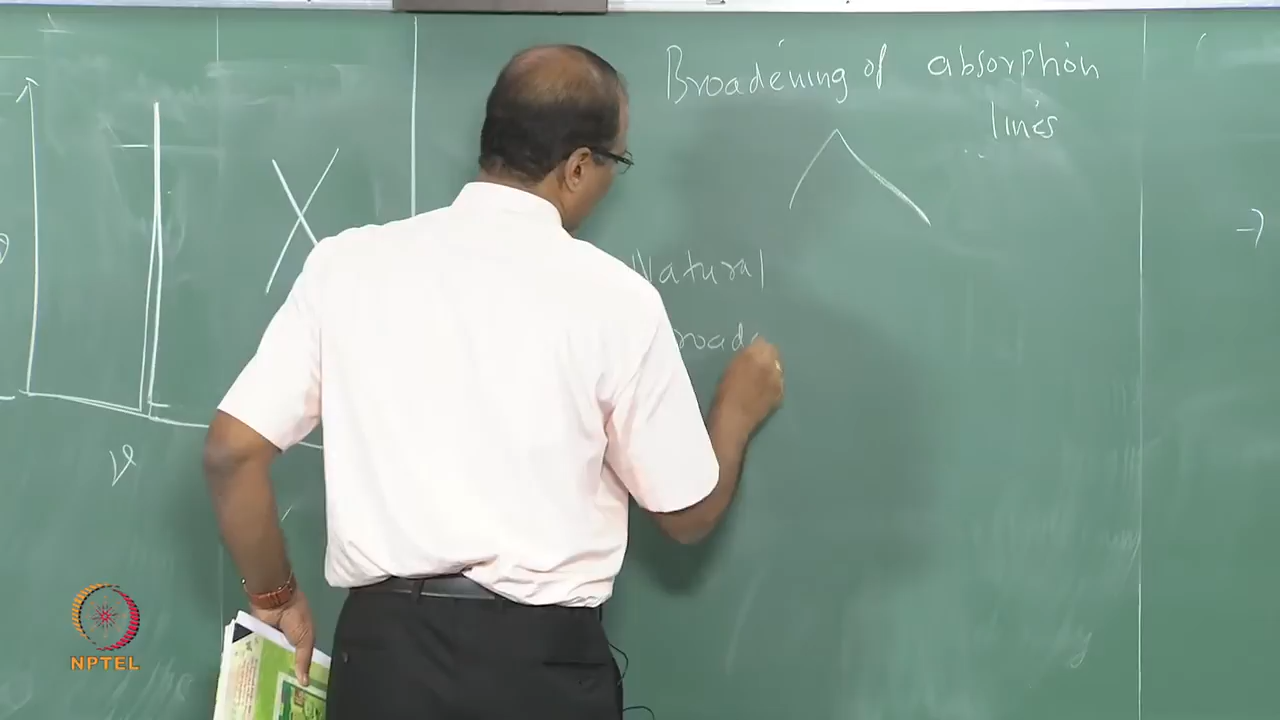 Broadening of absorption
lines
Natural
ν
NPTEL